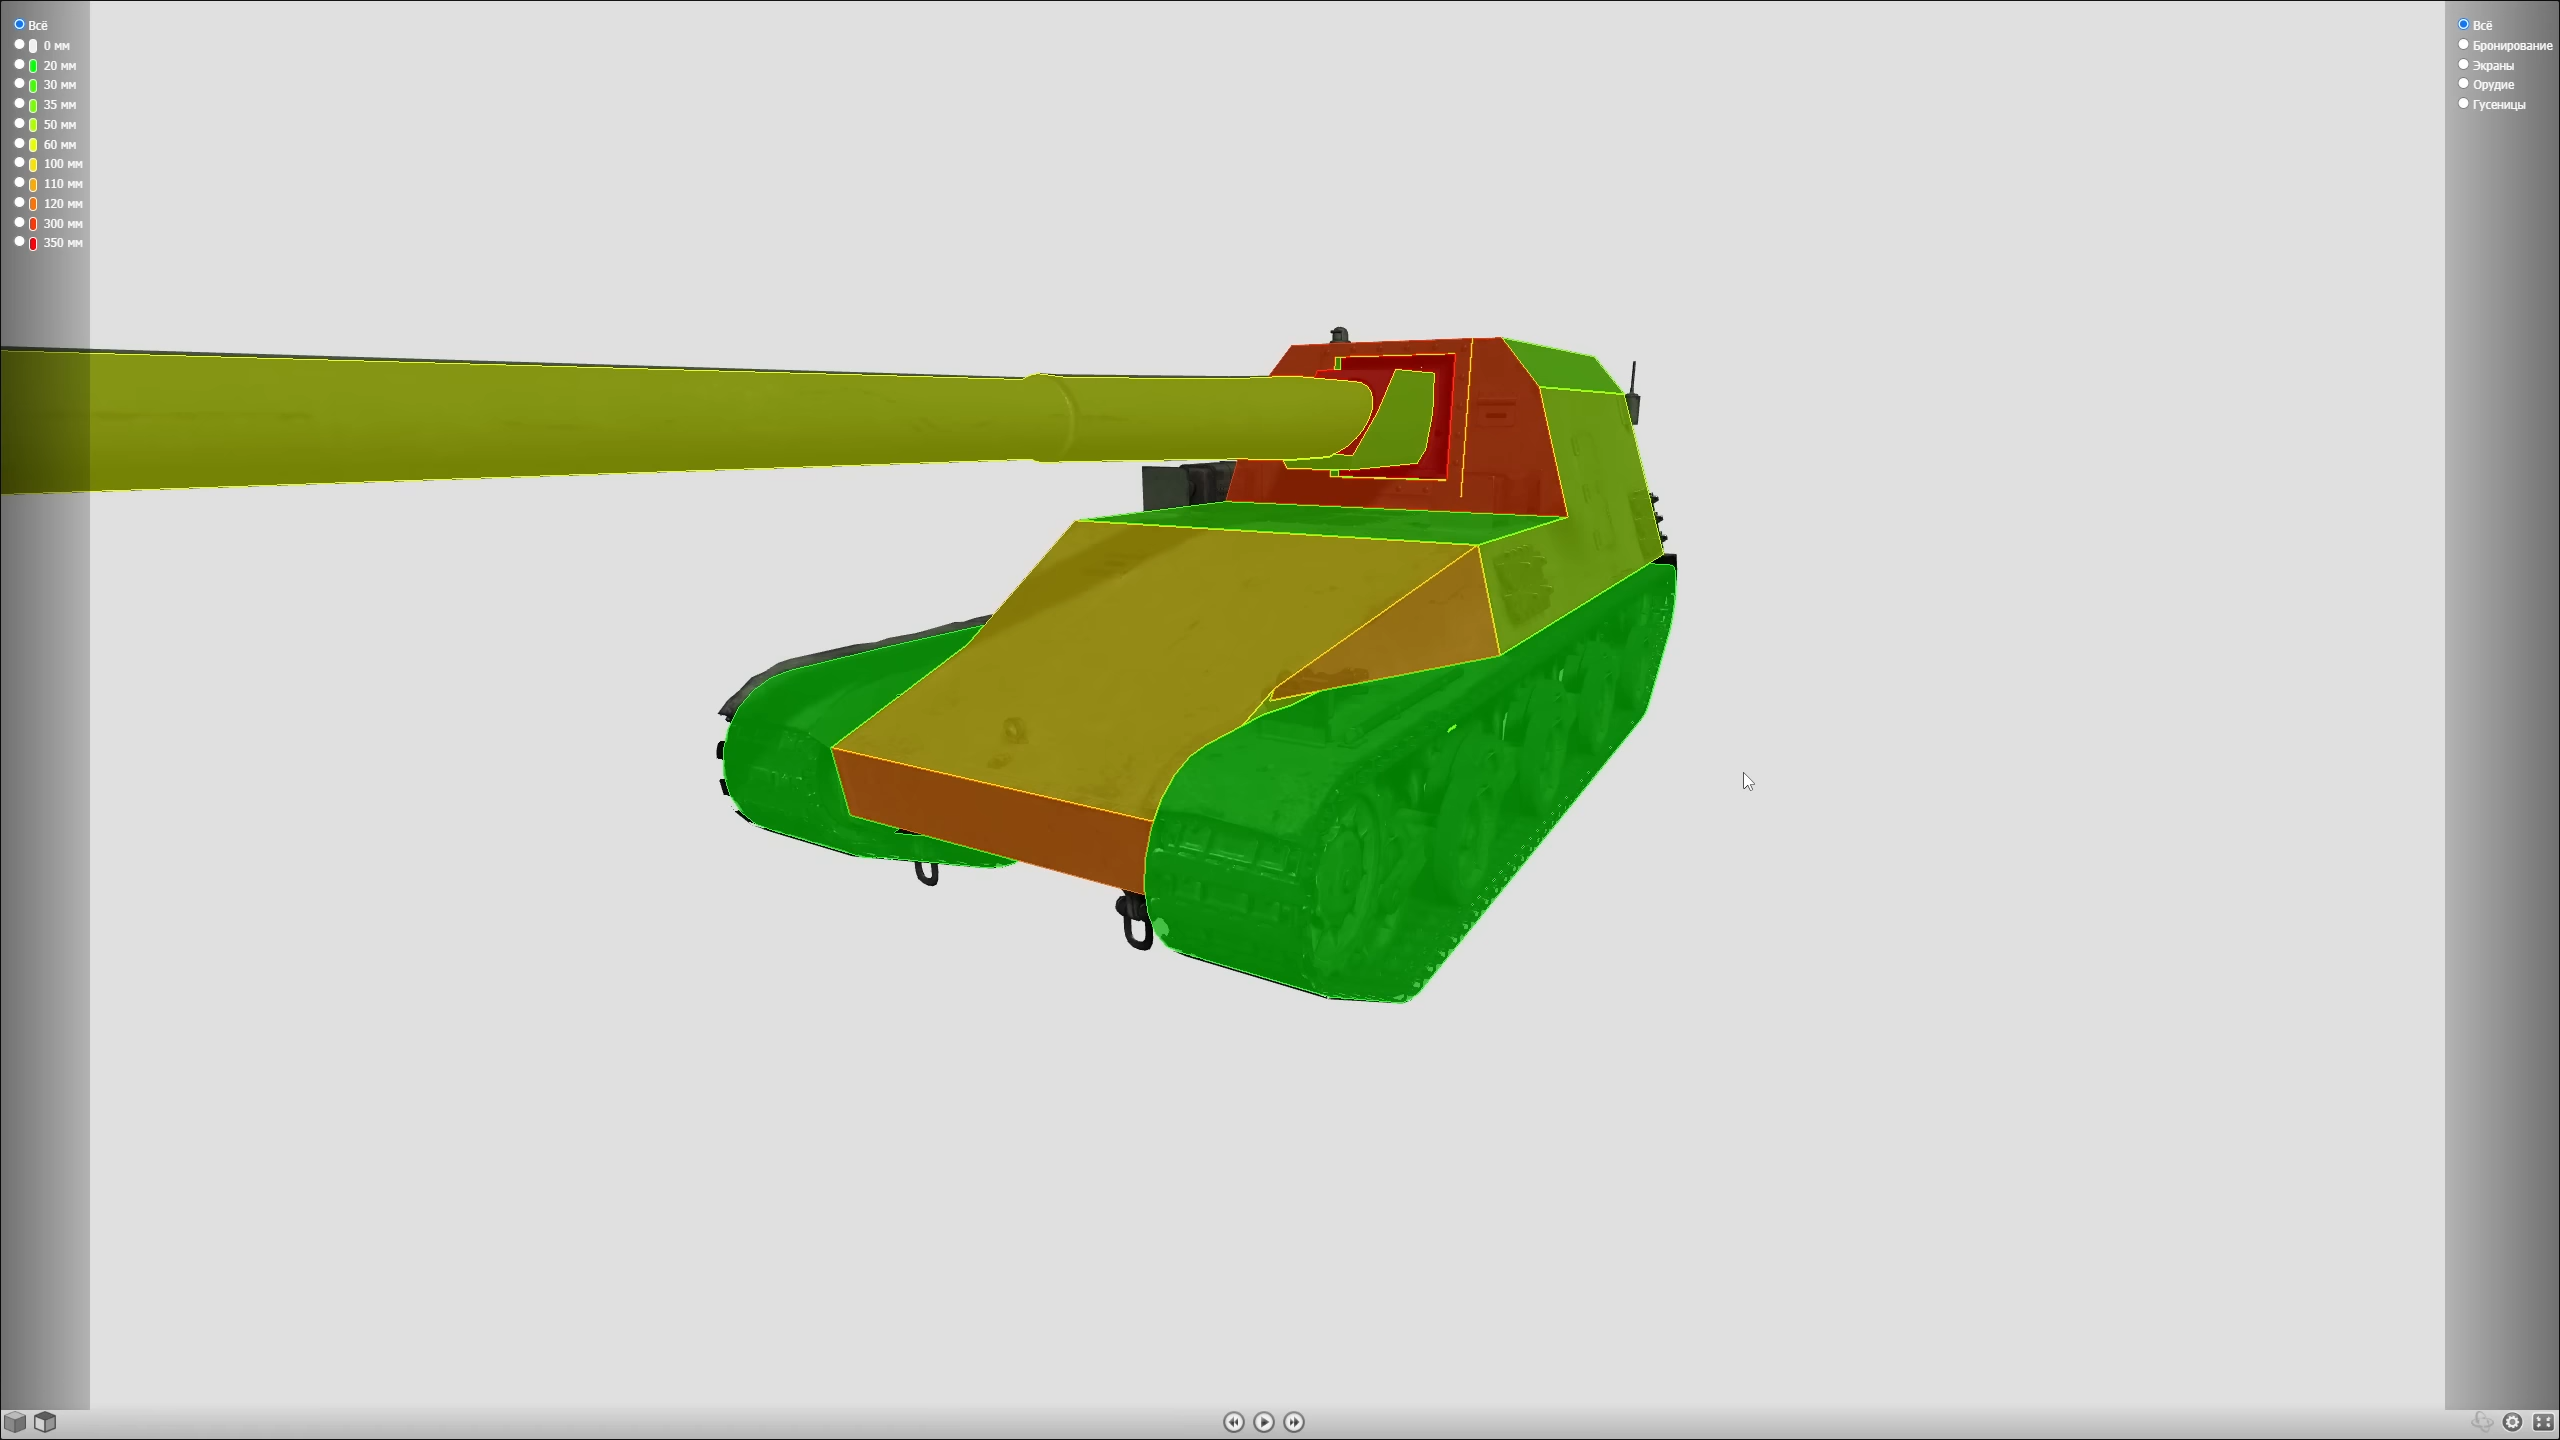 Всё
0 мм
20 мм
30 мм
35 мм
50 мм
60 мм
100 мм
110 мм
120 мм
300 мм
350 мм
Всё
Бронирование
Экраны
Орудие
Гусеницы